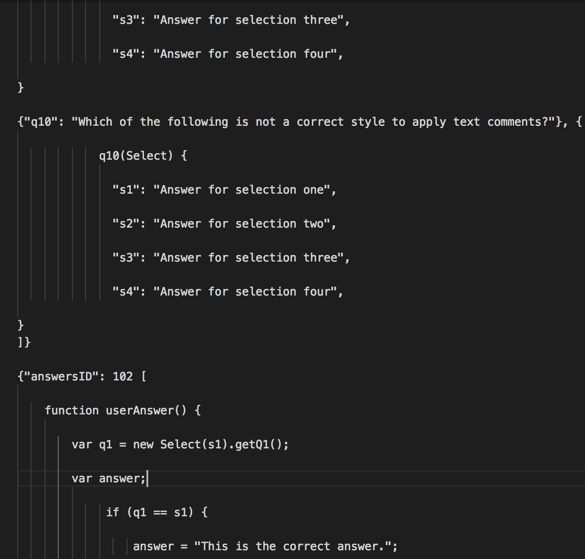 "s3": "Answer for selection three",
"s4": "Answer for selection four",
}
{"q10": "Which of the following is not a correct style to apply text comments?"}, {
q10(Select) {
"s1": "Answer for selection one",
"s2": "Answer for selection two",
"s3": "Answer for selection three",
"s4": "Answer for selection four",
}
]}
{"answersID": 102 [
function userAnswer() {
var q1 = new Select(s1).getQ1();
var answer;
if (q1 == s1) {
answer = "This is the correct answer.";